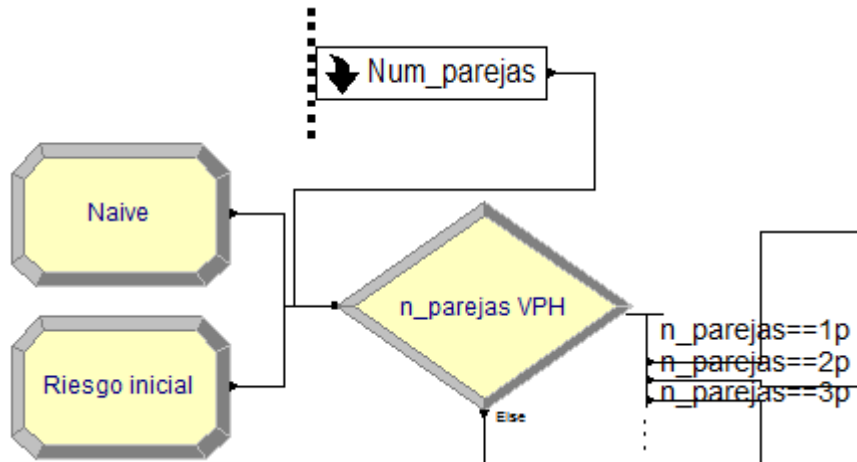 Num_parejas
Naive
n_parejas VPH
Riesgo inicial
n_parejas==1p
n_parejas==2p
n_parejas==3p
Else